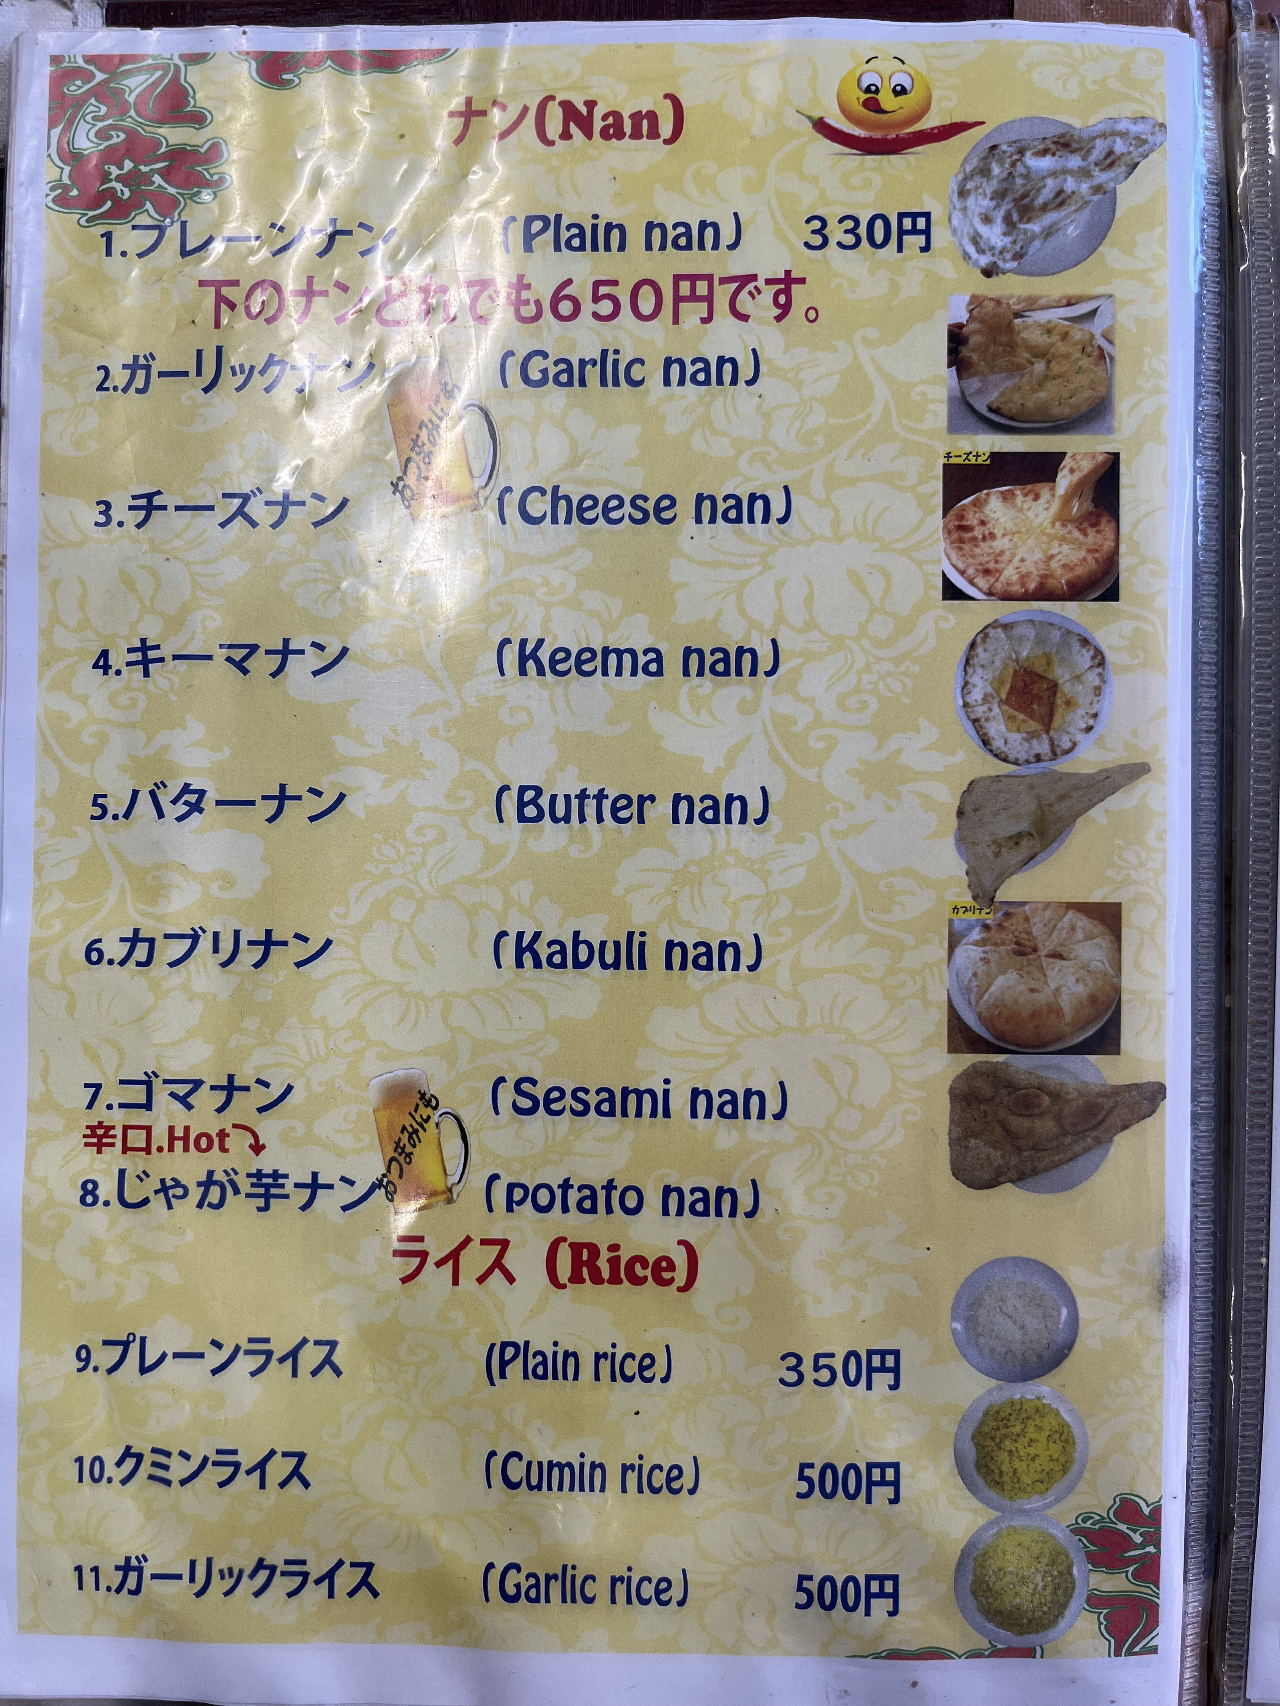 ナン(Nan)
1.プレーンナン (Plain nan) 330円
下のナンどれでも650円です。
2.ガーリックナン (Garlic nan)
おつまみにも
チーズナン
3.チーズナン (Cheese nan)
4.キーマナン (Keema nan)
5.バターナン (Butter nan)
カブリナン
6.カブリナン (Kabuli nan)
7.ゴマナン (Sesami nan)
おつまみにも
辛口.Hot
8.じゃが芋ナン (potato nan)
ライス (Rice)
9.プレーンライス (Plain rice) 350円
10.クミンライス (Cumin rice) 500円
11.ガーリックライス (Garlic rice) 500円